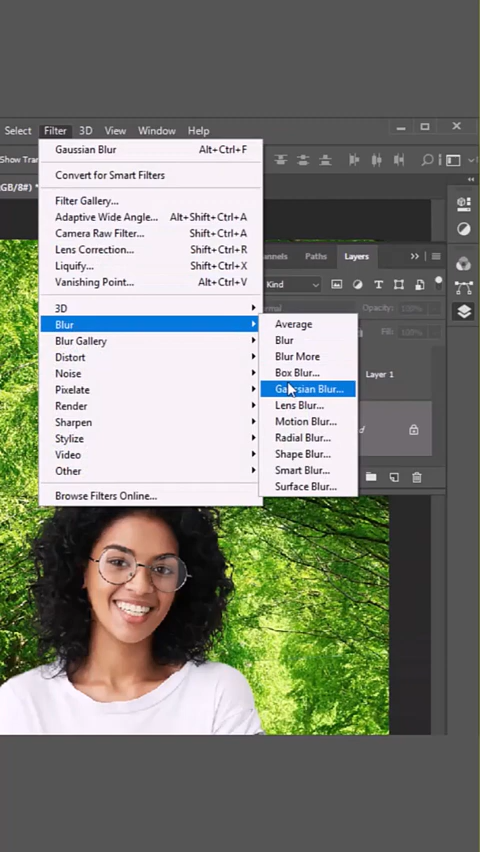 Select Filter 3D View Window Help
Show Tra
GB/8#) *
Gaussian Blur Alt+Ctrl+F
Convert for Smart Filters
Filter Gallery...
Adaptive Wide Angle... Alt+Shift+Ctrl+A
Camera Raw Filter... Shift+Ctrl+A
Lens Correction... Shift+Ctrl+R
Liquify... Shift+Ctrl+X
Vanishing Point... Alt+Ctrl+V
3D
Blur
Blur Gallery
Distort
Noise
Pixelate
Render
Sharpen
Stylize
Video
Other
Browse Filters Online...
Average
Blur
Blur More
Box Blur...
Gaussian Blur...
Lens Blur...
Motion Blur...
Radial Blur...
Shape Blur...
Smart Blur...
Surface Blur...
annels Paths Layers
Kind
rmal Opacity: 100%
Fill: 100%
Layer 1
d